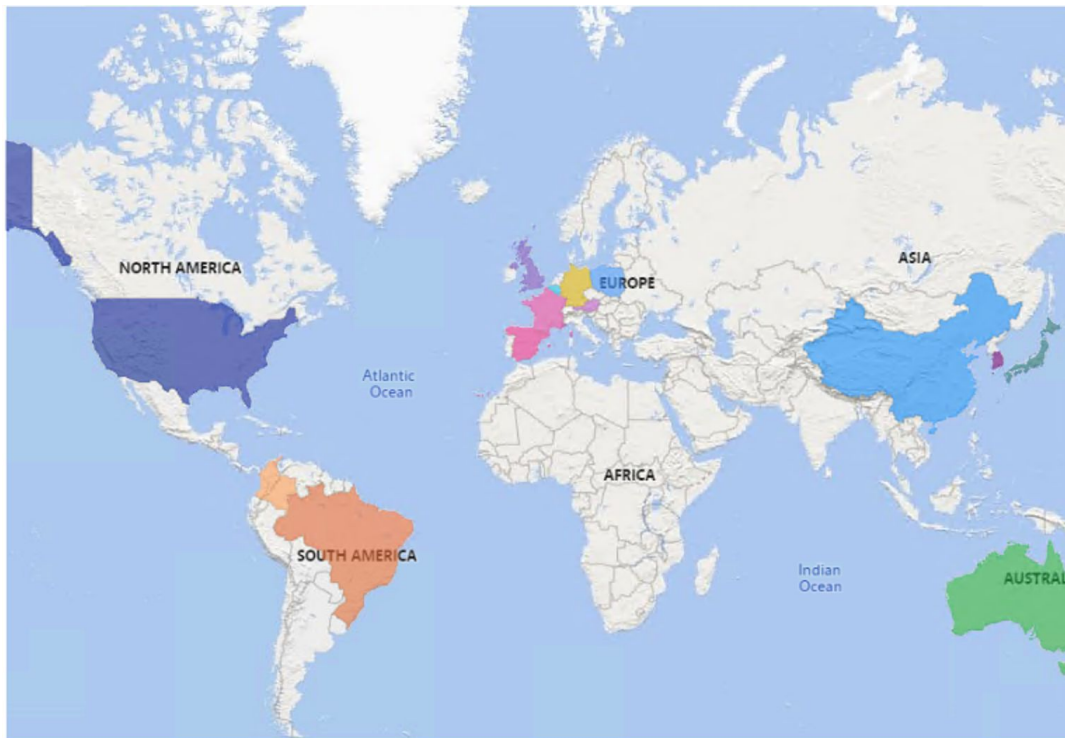 ASIA
NORTH AMERICA
EUROPE
Atlantic
Ocean
AFRICA
SOUTH AMERICA
Indian
Ocean
AUSTRAL